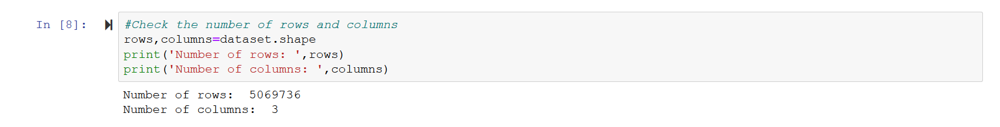 In [8]:
#Check the number of rows and columns
rows,columns=dataset.shape
print('Number of rows: ',rows)
print('Number of columns: ',columns)
Number of rows:  5069736
Number of columns:  3